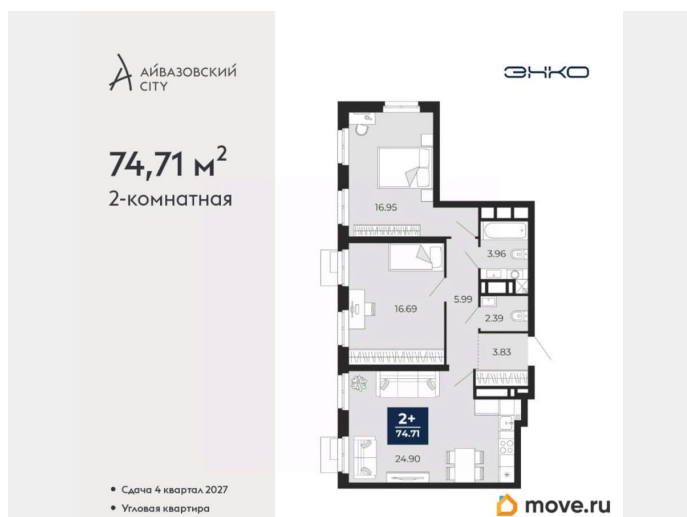 АЙВАЗОВСКИЙ
CITY
ЭНКО
74,71 м²
2-комнатная
16.95
3.96
5.99
16.69
2.39
3.83
2+
74.71
24.90
• Сдача 4 квартал 2027
• Угловая квартира
move.ru